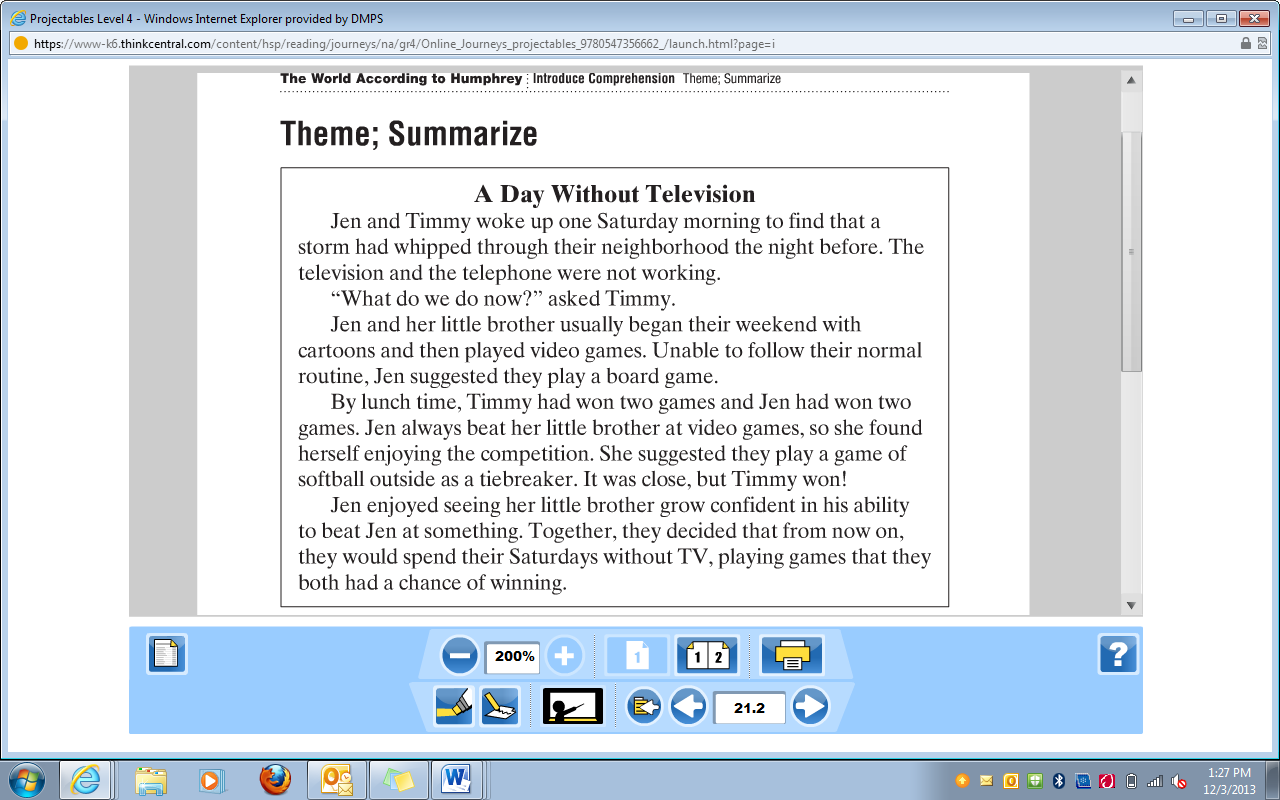 Projectables Level 4 - Windows Internet Explorer provided by DMPS
https://www-k6.thinkcentral.com/content/hsp/reading/journeys/na/gr4/Online_Journeys_projectables_9780547356662_/launch.html?page=i
The World According to Humphrey Introduce Comprehension Theme; Summarize
Theme; Summarize
A Day Without Television
Jen and Timmy woke up one Saturday morning to find that a
storm had whipped through their neighborhood the night before. The
television and the telephone were not working.
“What do we do now?” asked Timmy.
Jen and her little brother usually began their weekend with
cartoons and then played video games. Unable to follow their normal
routine, Jen suggested they play a board game.
By lunch time, Timmy had won two games and Jen had won two
games. Jen always beat her little brother at video games, so she found
herself enjoying the competition. She suggested they play a game of
softball outside as a tiebreaker. It was close, but Timmy won!
Jen enjoyed seeing her little brother grow confident in his ability
to beat Jen at something. Together, they decided that from now on,
they would spend their Saturdays without TV, playing games that they
both had a chance of winning.
200%
1
1 2
?
21.2
1:27 PM
12/3/2013